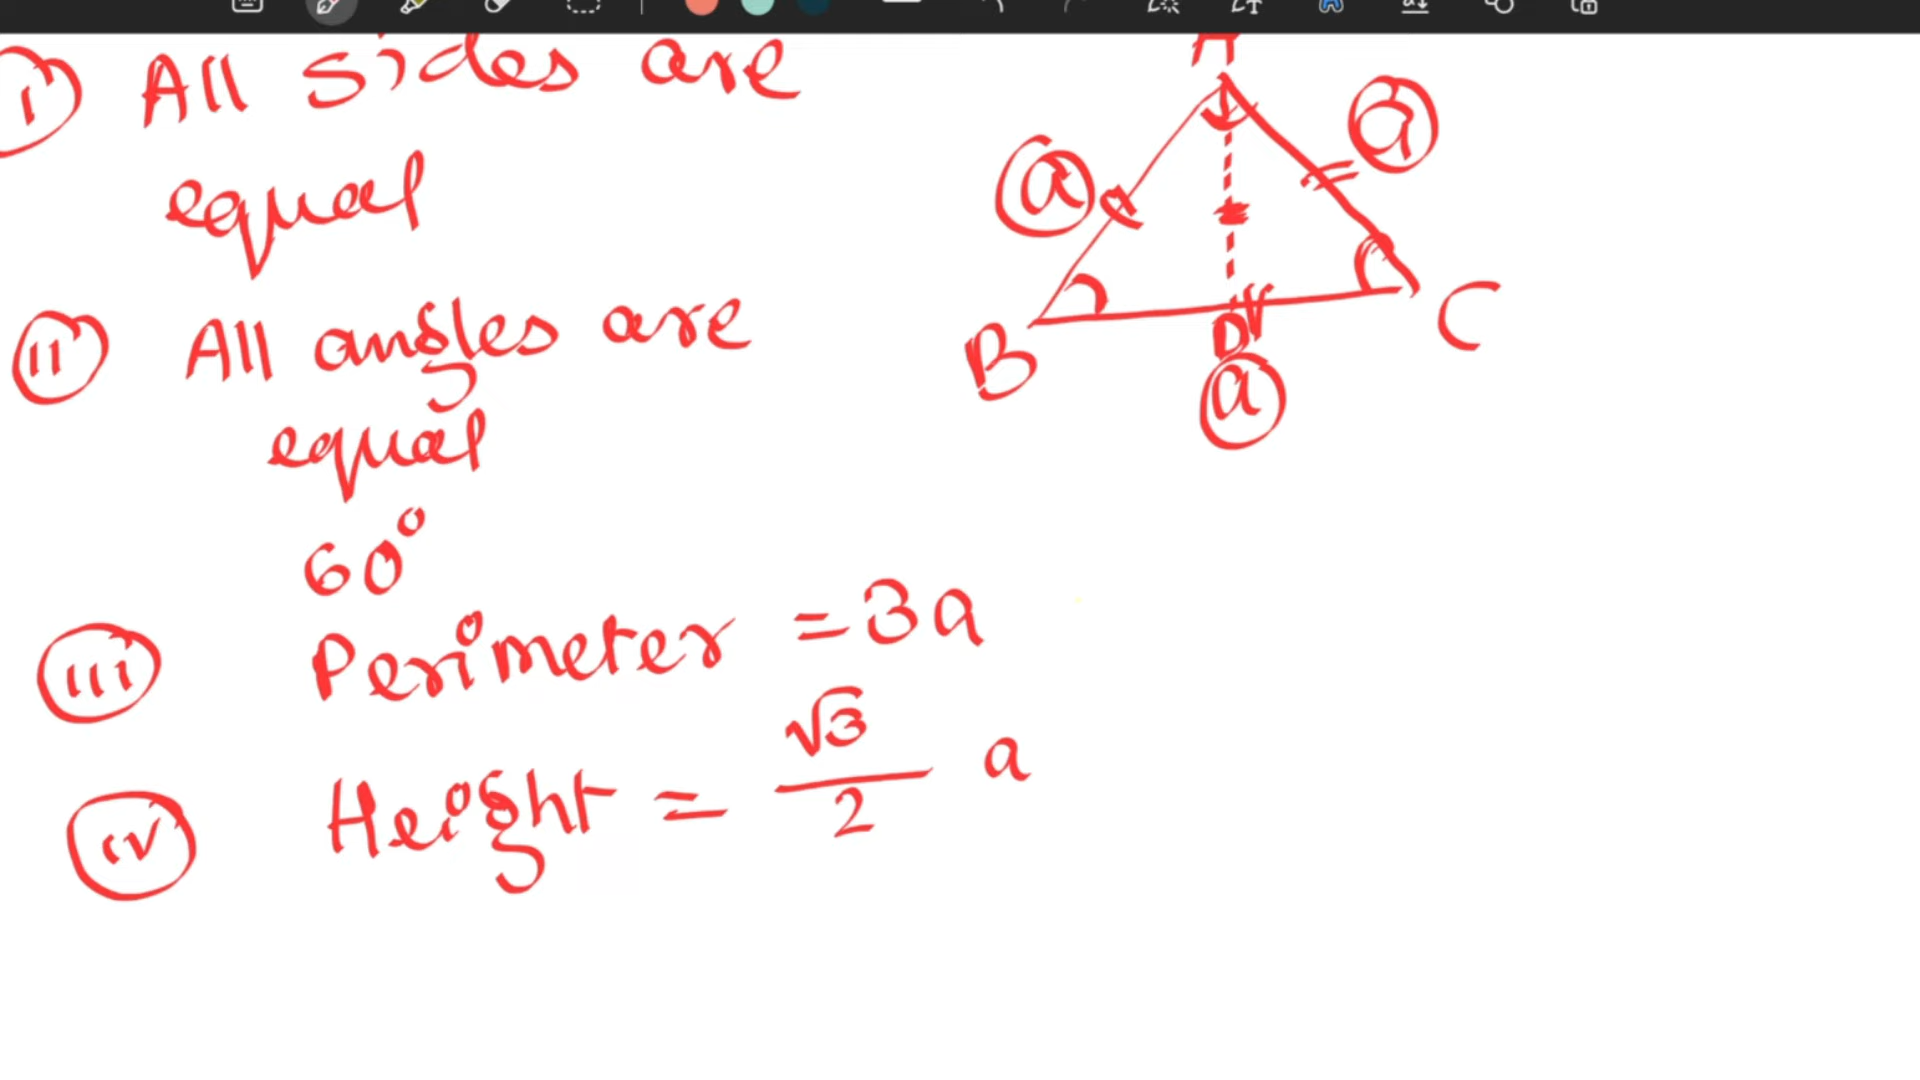 (i) All sides are
equal
(ii) All angles are
equal
60°
(iii) Perimeter = 3a
(iv) Height = √3/2 a
A
a
a
B
D
C
a